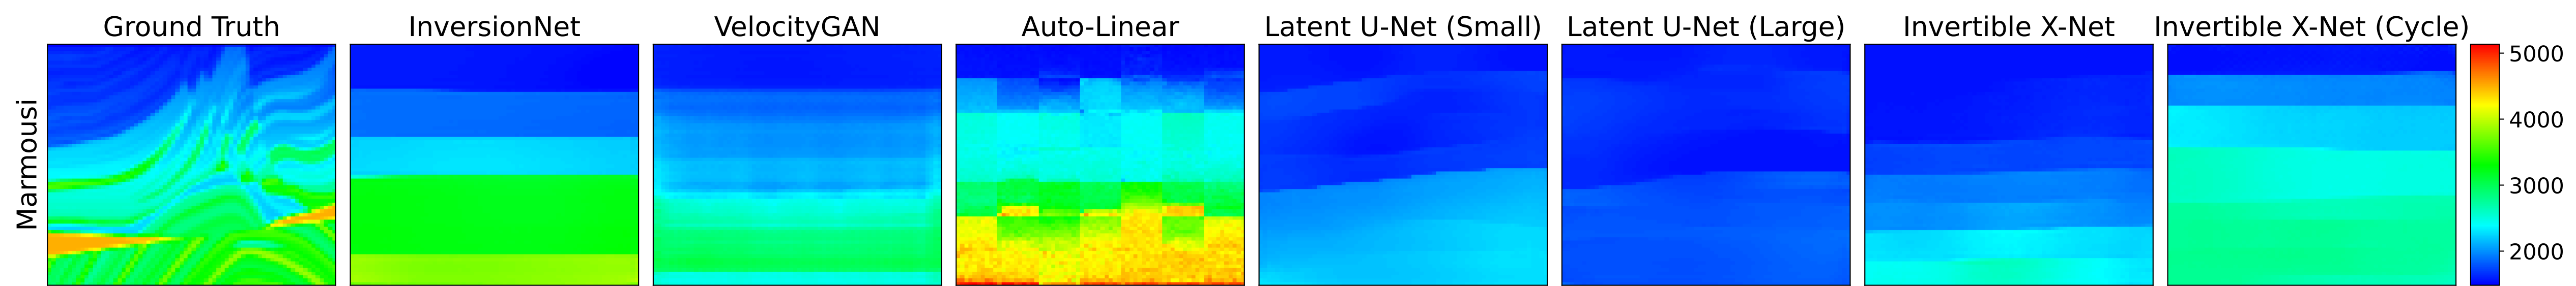 Ground Truth
InversionNet
VelocityGAN
Auto-Linear
Latent U-Net (Small)
Latent U-Net (Large)
Invertible X-Net
Invertible X-Net (Cycle)
Marmousi
5000
4000
3000
2000